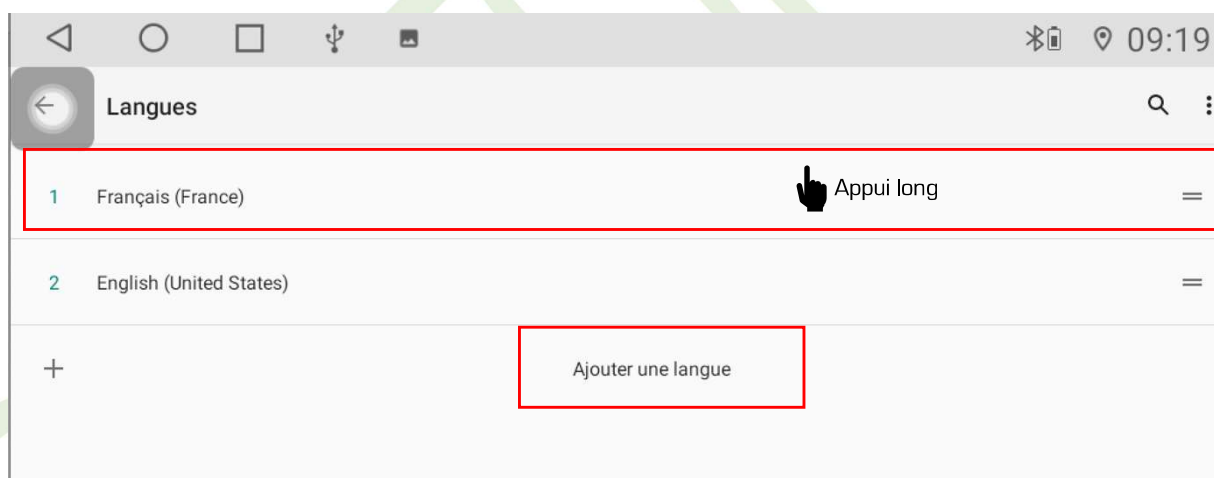 09:19
Langues
1 Français (France)
Appui long
2 English (United States)
+ Ajouter une langue